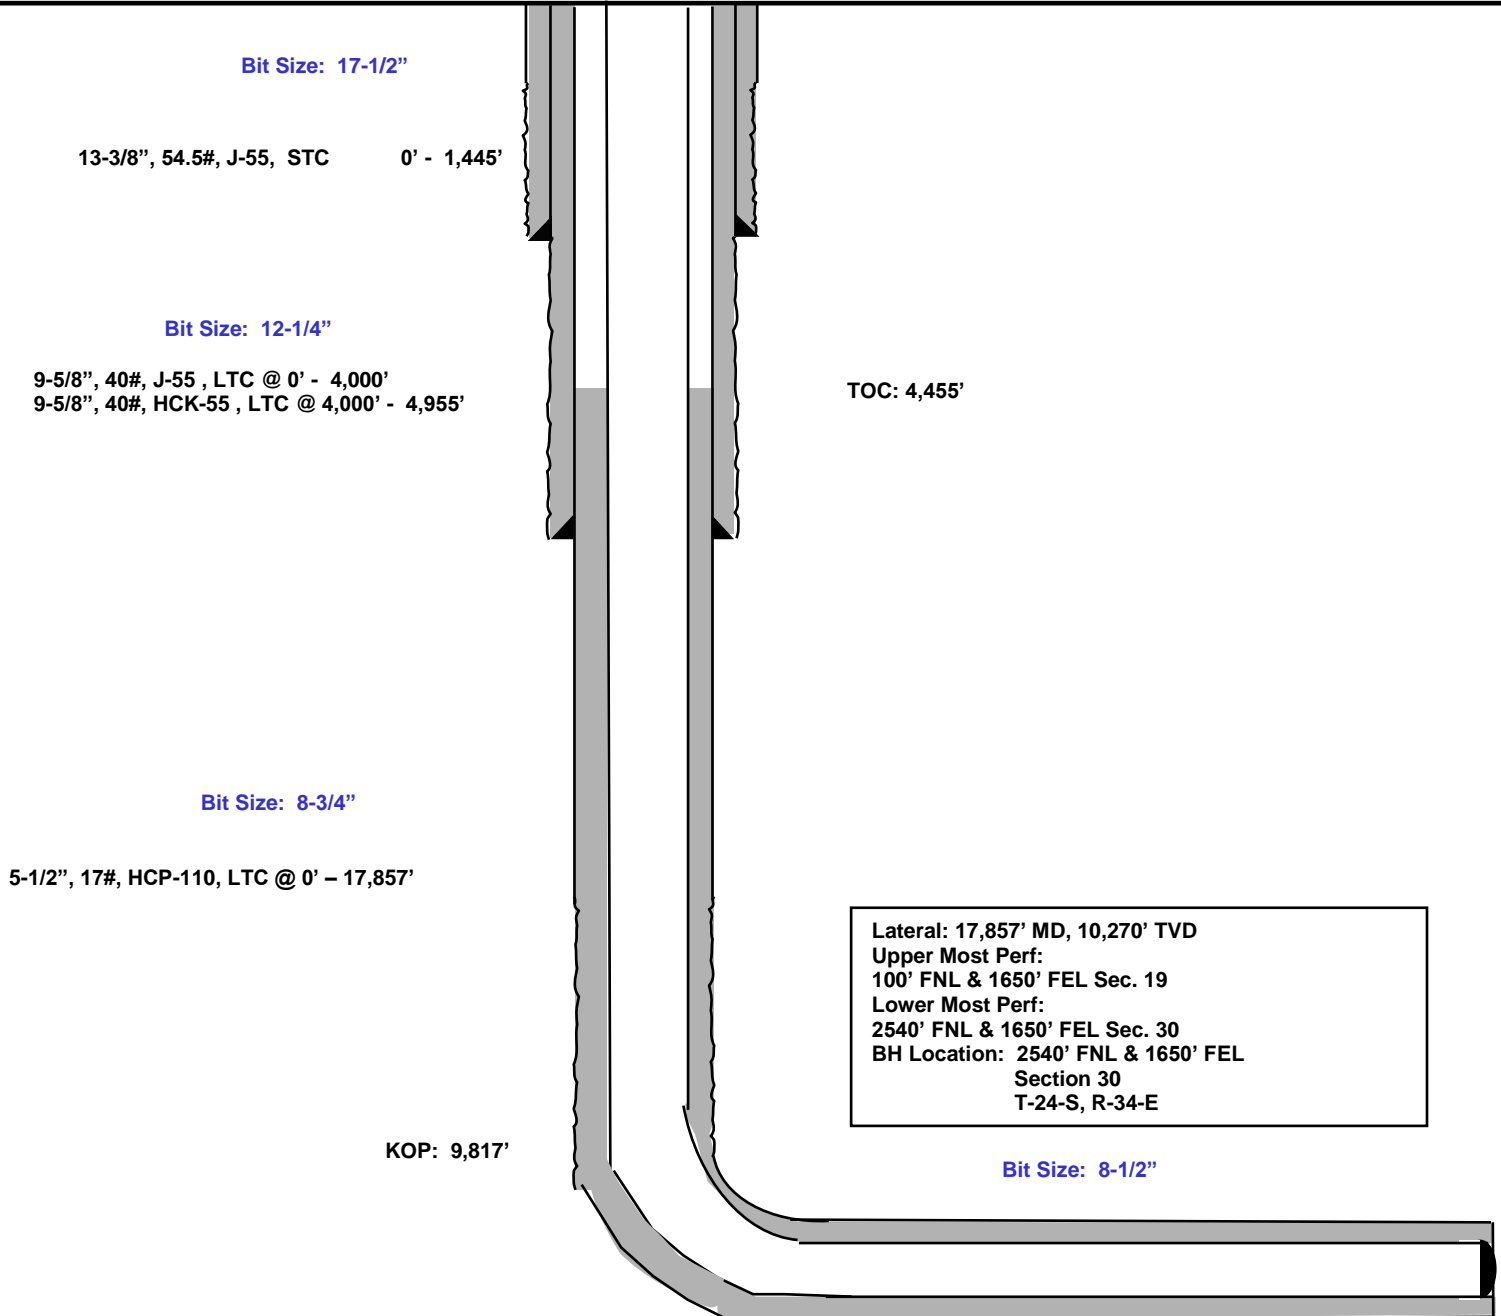 Bit Size: 17-1/2”
13-3/8”, 54.5#, J-55, STC 0’ - 1,445’
Bit Size: 12-1/4”
9-5/8”, 40#, J-55 , LTC @ 0’ - 4,000’
9-5/8”, 40#, HCK-55 , LTC @ 4,000’ - 4,955’
TOC: 4,455’
Bit Size: 8-3/4”
5-1/2”, 17#, HCP-110, LTC @ 0’ – 17,857’
Lateral: 17,857’ MD, 10,270’ TVD
Upper Most Perf:
100’ FNL & 1650’ FEL Sec. 19
Lower Most Perf:
2540’ FNL & 1650’ FEL Sec. 30
BH Location: 2540’ FNL & 1650’ FEL
Section 30
T-24-S, R-34-E
KOP: 9,817’
Bit Size: 8-1/2”